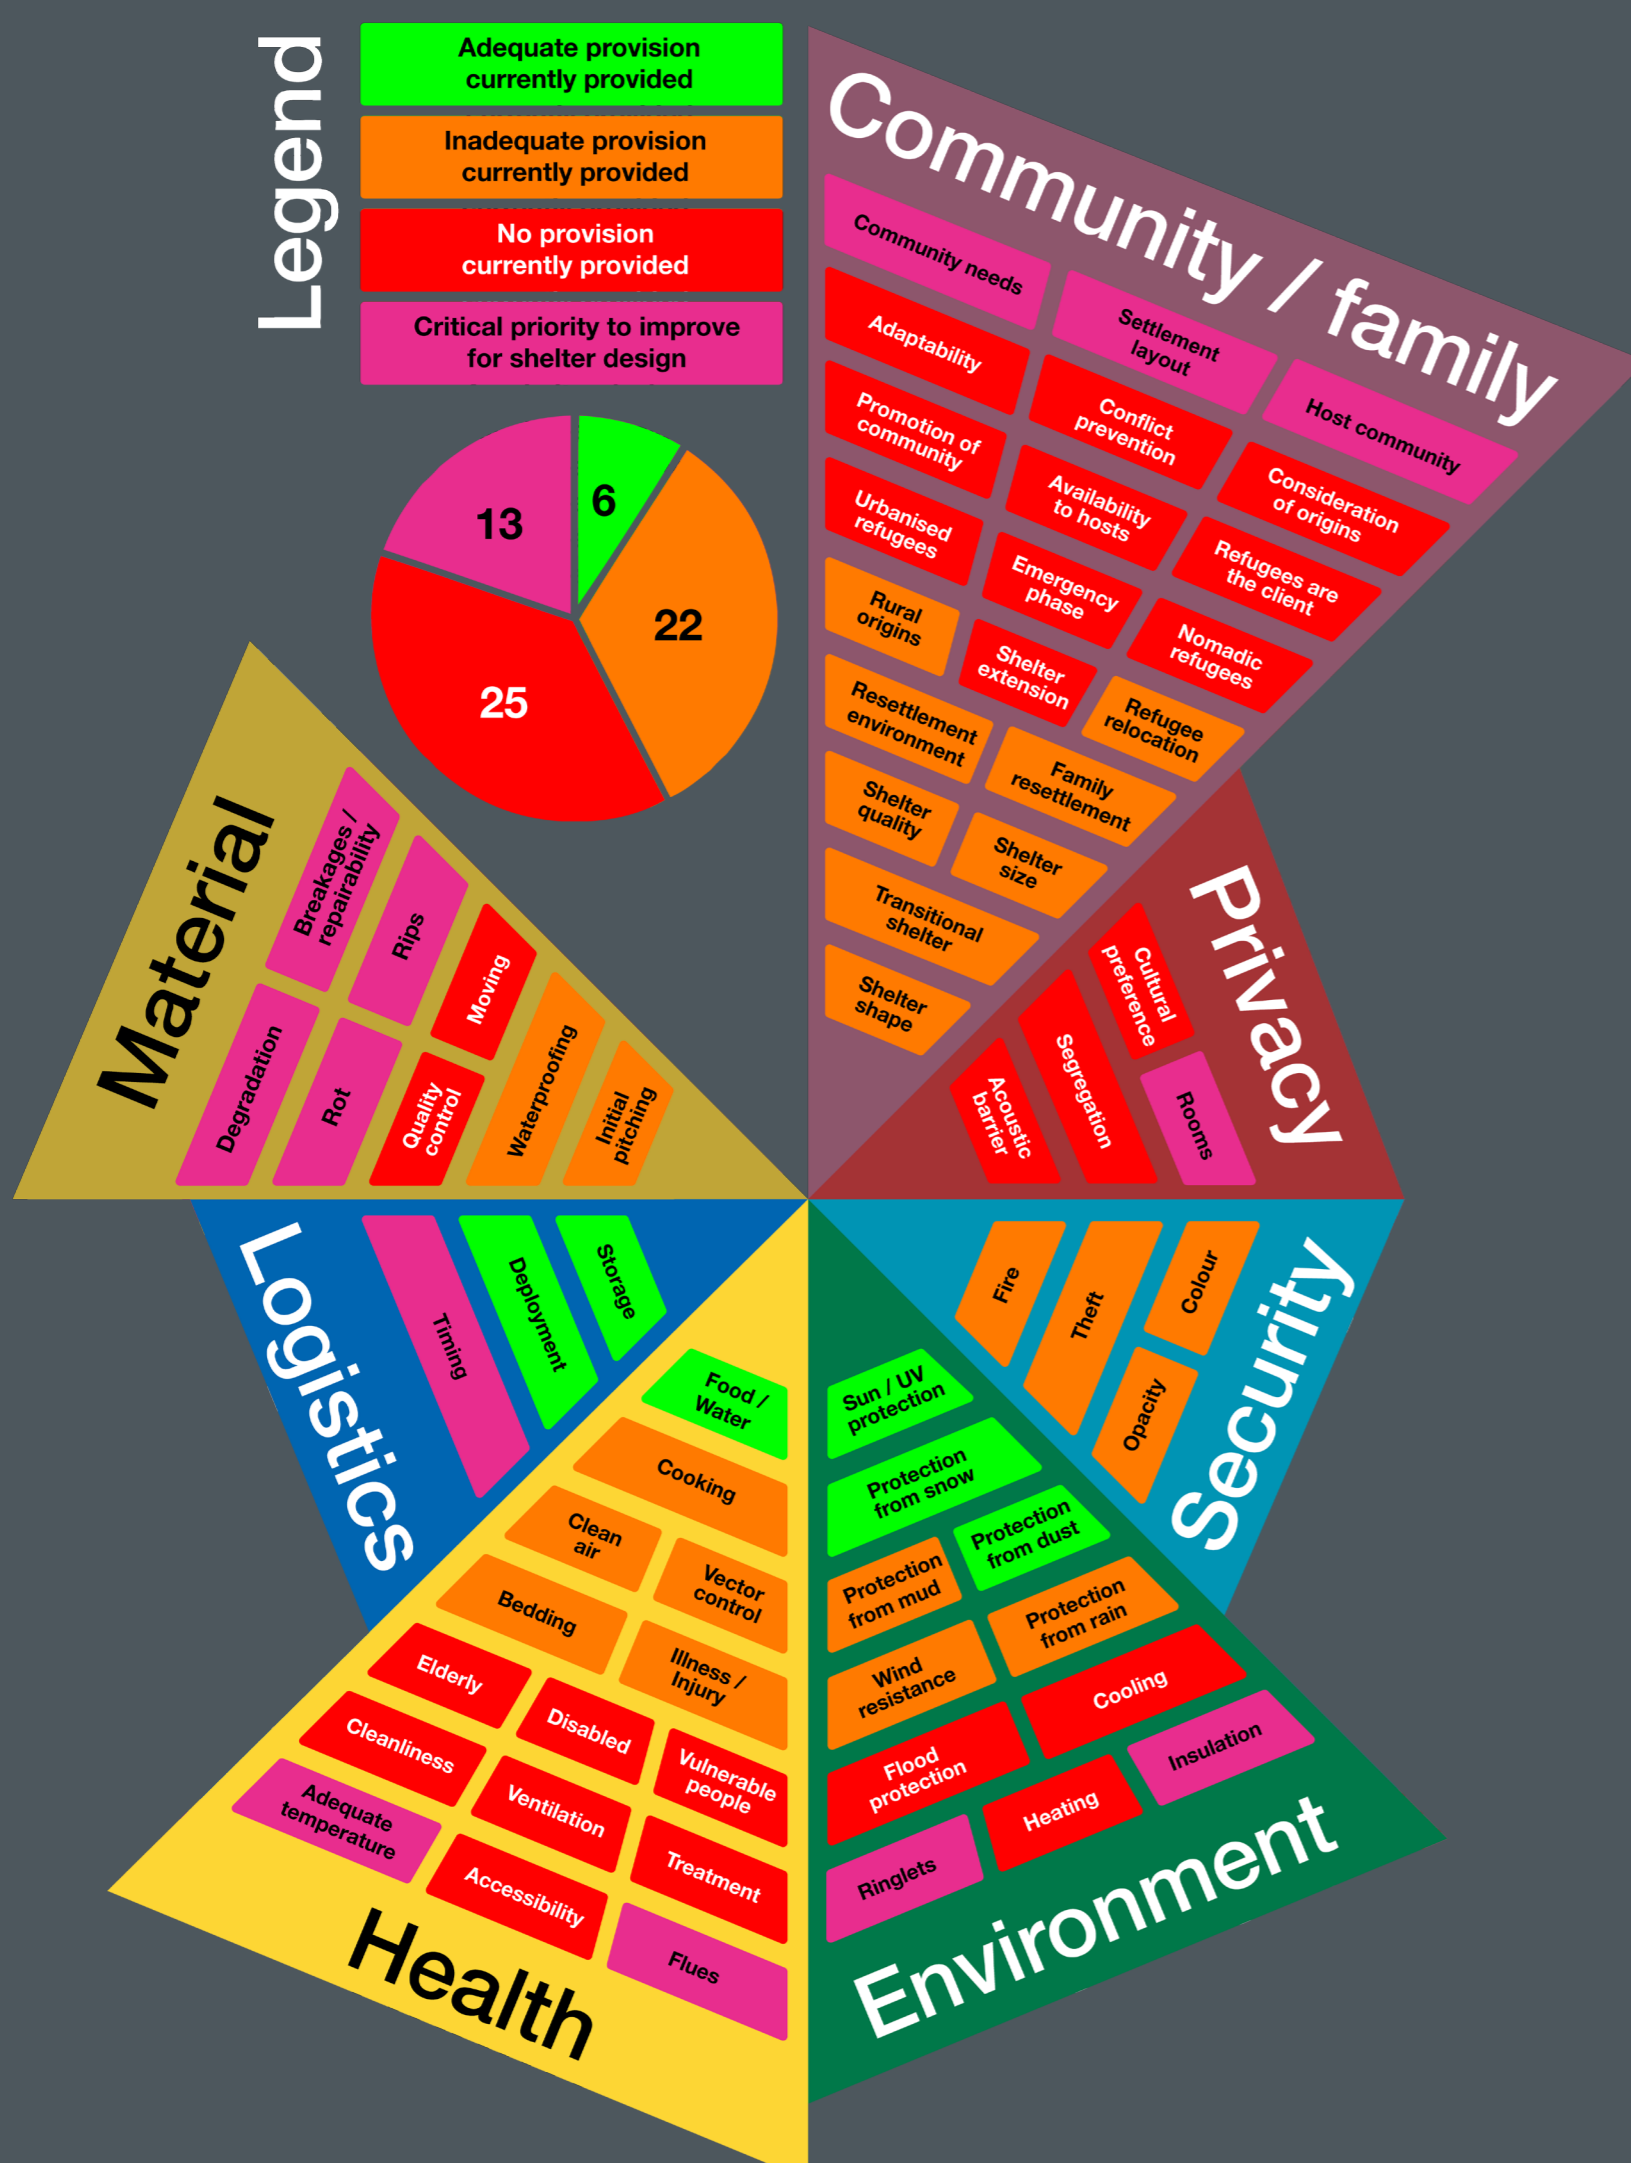 Legend
Adequate provision
currently provided
Inadequate provision
currently provided
No provision
currently provided
Critical priority to improve
for shelter design
13
6
22
25
Community / family
Community needs
Settlement
layout
Host community
Adaptability
Conflict
prevention
Consideration
of origins
Promotion of
community
Availability
to hosts
Refugees are
the client
Urbanised
refugees
Emergency
phase
Nomadic
refugees
Rural
origins
Shelter
extension
Refugee
relocation
Resettlement
environment
Family
resettlement
Shelter
quality
Shelter
size
Transitional
shelter
Shelter
shape
Privacy
Cultural
preference
Segregation
Acoustic
barrier
Rooms
Material
Breakages /
repairability
Rips
Moving
Degradation
Rot
Quality
control
Waterproofing
Initial
pitching
Logistics
Timing
Deployment
Storage
Security
Fire
Theft
Colour
Opacity
Health
Food /
Water
Cooking
Clean
air
Vector
control
Bedding
Illness /
Injury
Elderly
Disabled
Vulnerable
people
Cleanliness
Ventilation
Treatment
Adequate
temperature
Accessibility
Flues
Environment
Sun / UV
protection
Protection
from snow
Protection
from mud
Protection
from dust
Wind
resistance
Protection
from rain
Flood
protection
Cooling
Ringlets
Heating
Insulation